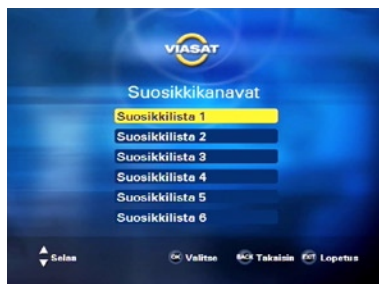 VIASAT
Suosikkikanavat
Suosikkilista 1
Suosikkilista 2
Suosikkilista 3
Suosikkilista 4
Suosikkilista 5
Suosikkilista 6
Selaa OK Valitse BACK Takaisin EXIT Lopetus